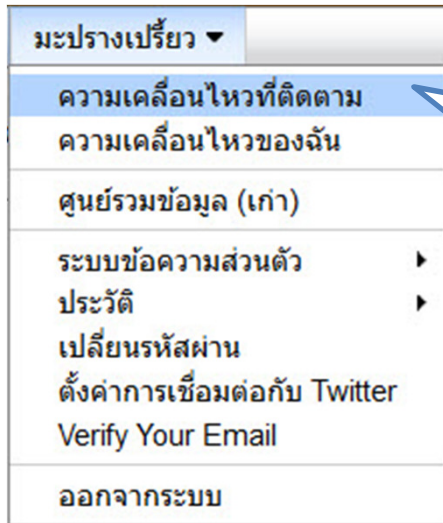 มะปรางเปรี้ยว
ความเคลื่อนไหวที่ติดตาม
ความเคลื่อนไหวของฉัน
ศูนย์รวมข้อมูล (เก่า)
ระบบข้อความส่วนตัว
ประวัติ
เปลี่ยนรหัสผ่าน
ตั้งค่าการเชื่อมต่อกับ Twitter
Verify Your Email
ออกจากระบบ